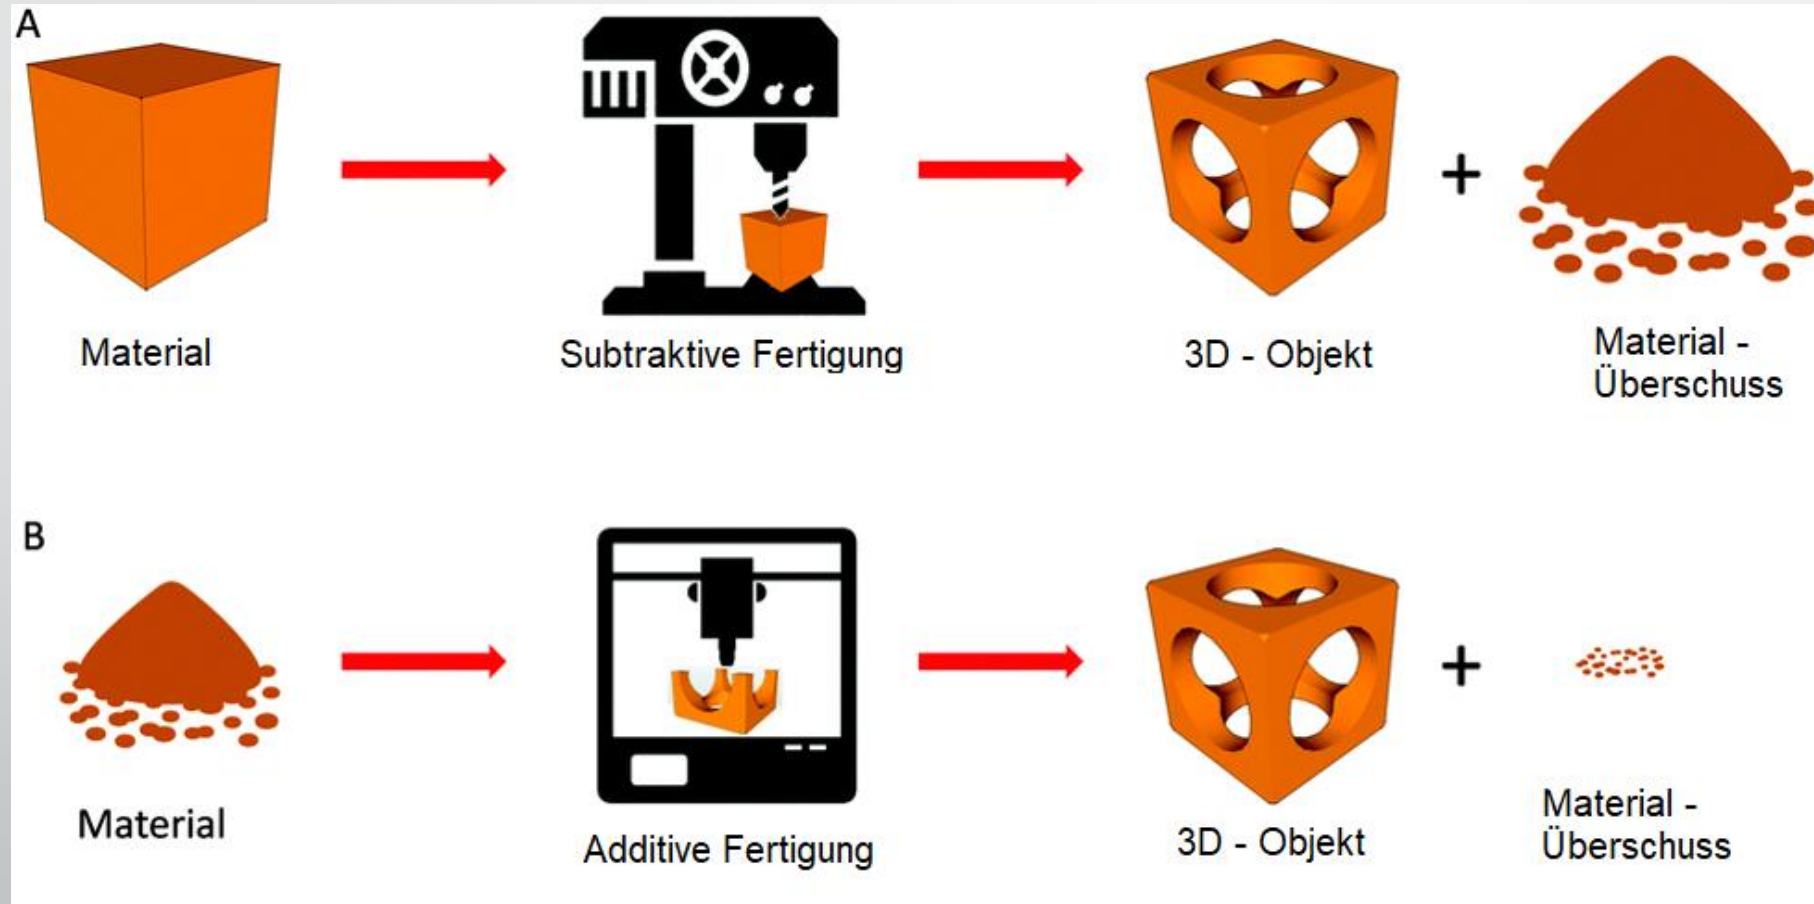 A
Material
Subtraktive Fertigung
3D - Objekt
+
Material -
Überschuss
B
Material
Additive Fertigung
3D - Objekt
+
Material -
Überschuss